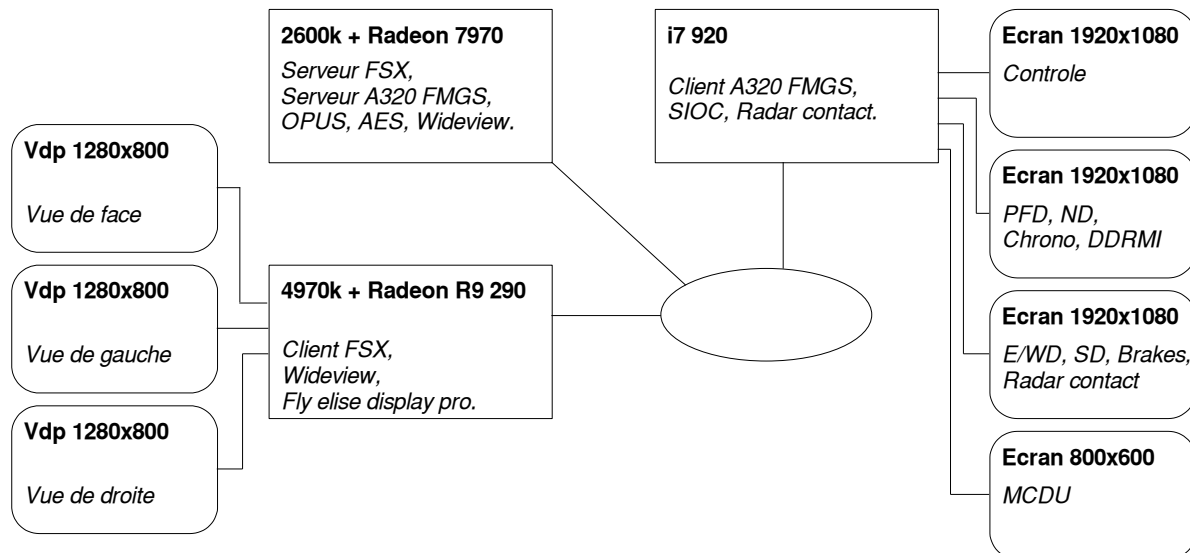 2600k + Radeon 7970
Serveur FSX,
Serveur A320 FMGS,
OPUS, AES, Wideview.
i7 920
Client A320 FMGS,
SIOC, Radar contact.
Ecran 1920x1080
Controle
Vdp 1280x800
Vue de face
Ecran 1920x1080
PFD, ND,
Chrono, DDRMI
Vdp 1280x800
Vue de gauche
4970k + Radeon R9 290
Client FSX,
Wideview,
Fly elise display pro.
Ecran 1920x1080
E/WD, SD, Brakes,
Radar contact
Vdp 1280x800
Vue de droite
Ecran 800x600
MCDU